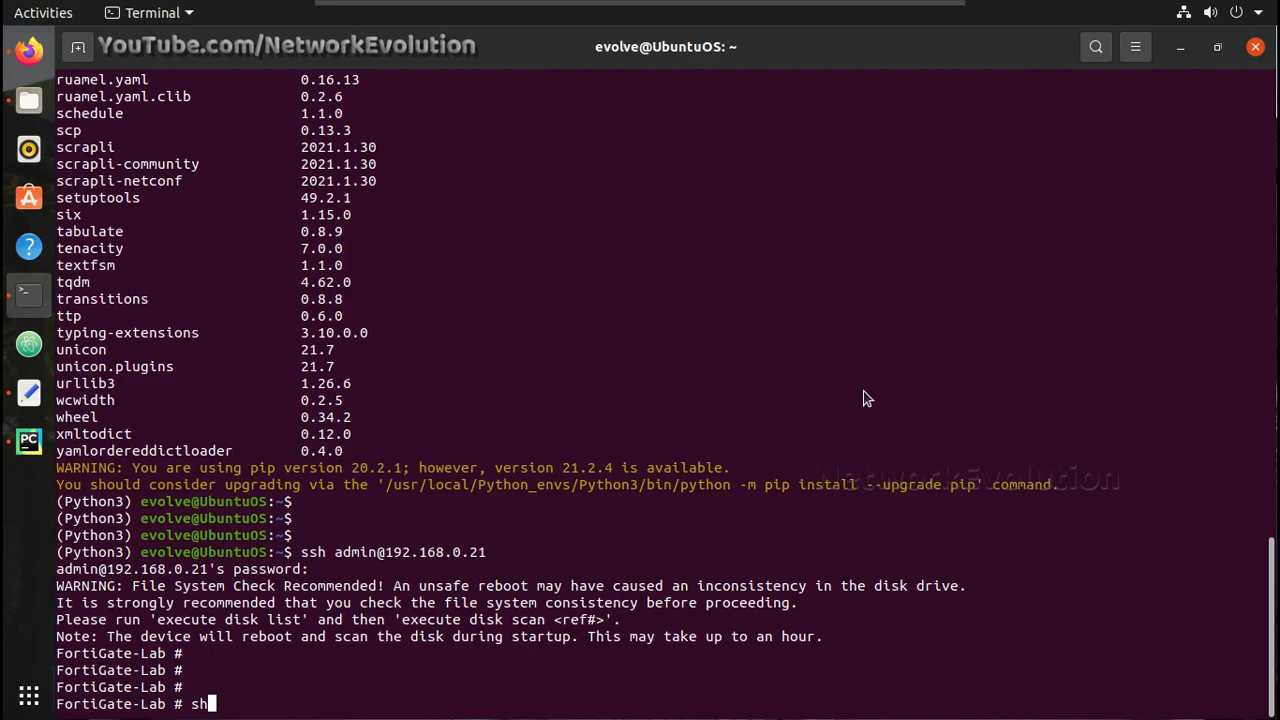 Activities Terminal
YouTube.com/NetworkEvolution evolve@UbuntuOS: ~
ruamel.yaml 0.16.13
ruamel.yaml.clib 0.2.6
schedule 1.1.0
scp 0.13.3
scrapli 2021.1.30
scrapli-community 2021.1.30
scrapli-netconf 2021.1.30
setuptools 49.2.1
six 1.15.0
tabulate 0.8.9
tenacity 7.0.0
textfsm 1.1.0
tqdm 4.62.0
transitions 0.8.8
ttp 0.6.0
typing-extensions 3.10.0.0
unicon 21.7
unicon.plugins 21.7
urllib3 1.26.6
wcwidth 0.2.5
wheel 0.34.2
xmltodict 0.12.0
yamlordereddictloader 0.4.0
WARNING: You are using pip version 20.2.1; however, version 21.2.4 is available.
NetworkEvolution
You should consider upgrading via the '/usr/local/Python_envs/Python3/bin/python -m pip install --upgrade pip' command.
(Python3) evolve@UbuntuOS:~$
(Python3) evolve@UbuntuOS:~$
(Python3) evolve@UbuntuOS:~$
(Python3) evolve@UbuntuOS:~$ ssh admin@192.168.0.21
admin@192.168.0.21's password:
WARNING: File System Check Recommended! An unsafe reboot may have caused an inconsistency in the disk drive.
It is strongly recommended that you check the file system consistency before proceeding.
Please run 'execute disk list' and then 'execute disk scan <ref#>'.
Note: The device will reboot and scan the disk during startup. This may take up to an hour.
FortiGate-Lab #
FortiGate-Lab #
FortiGate-Lab #
FortiGate-Lab # sh
PC